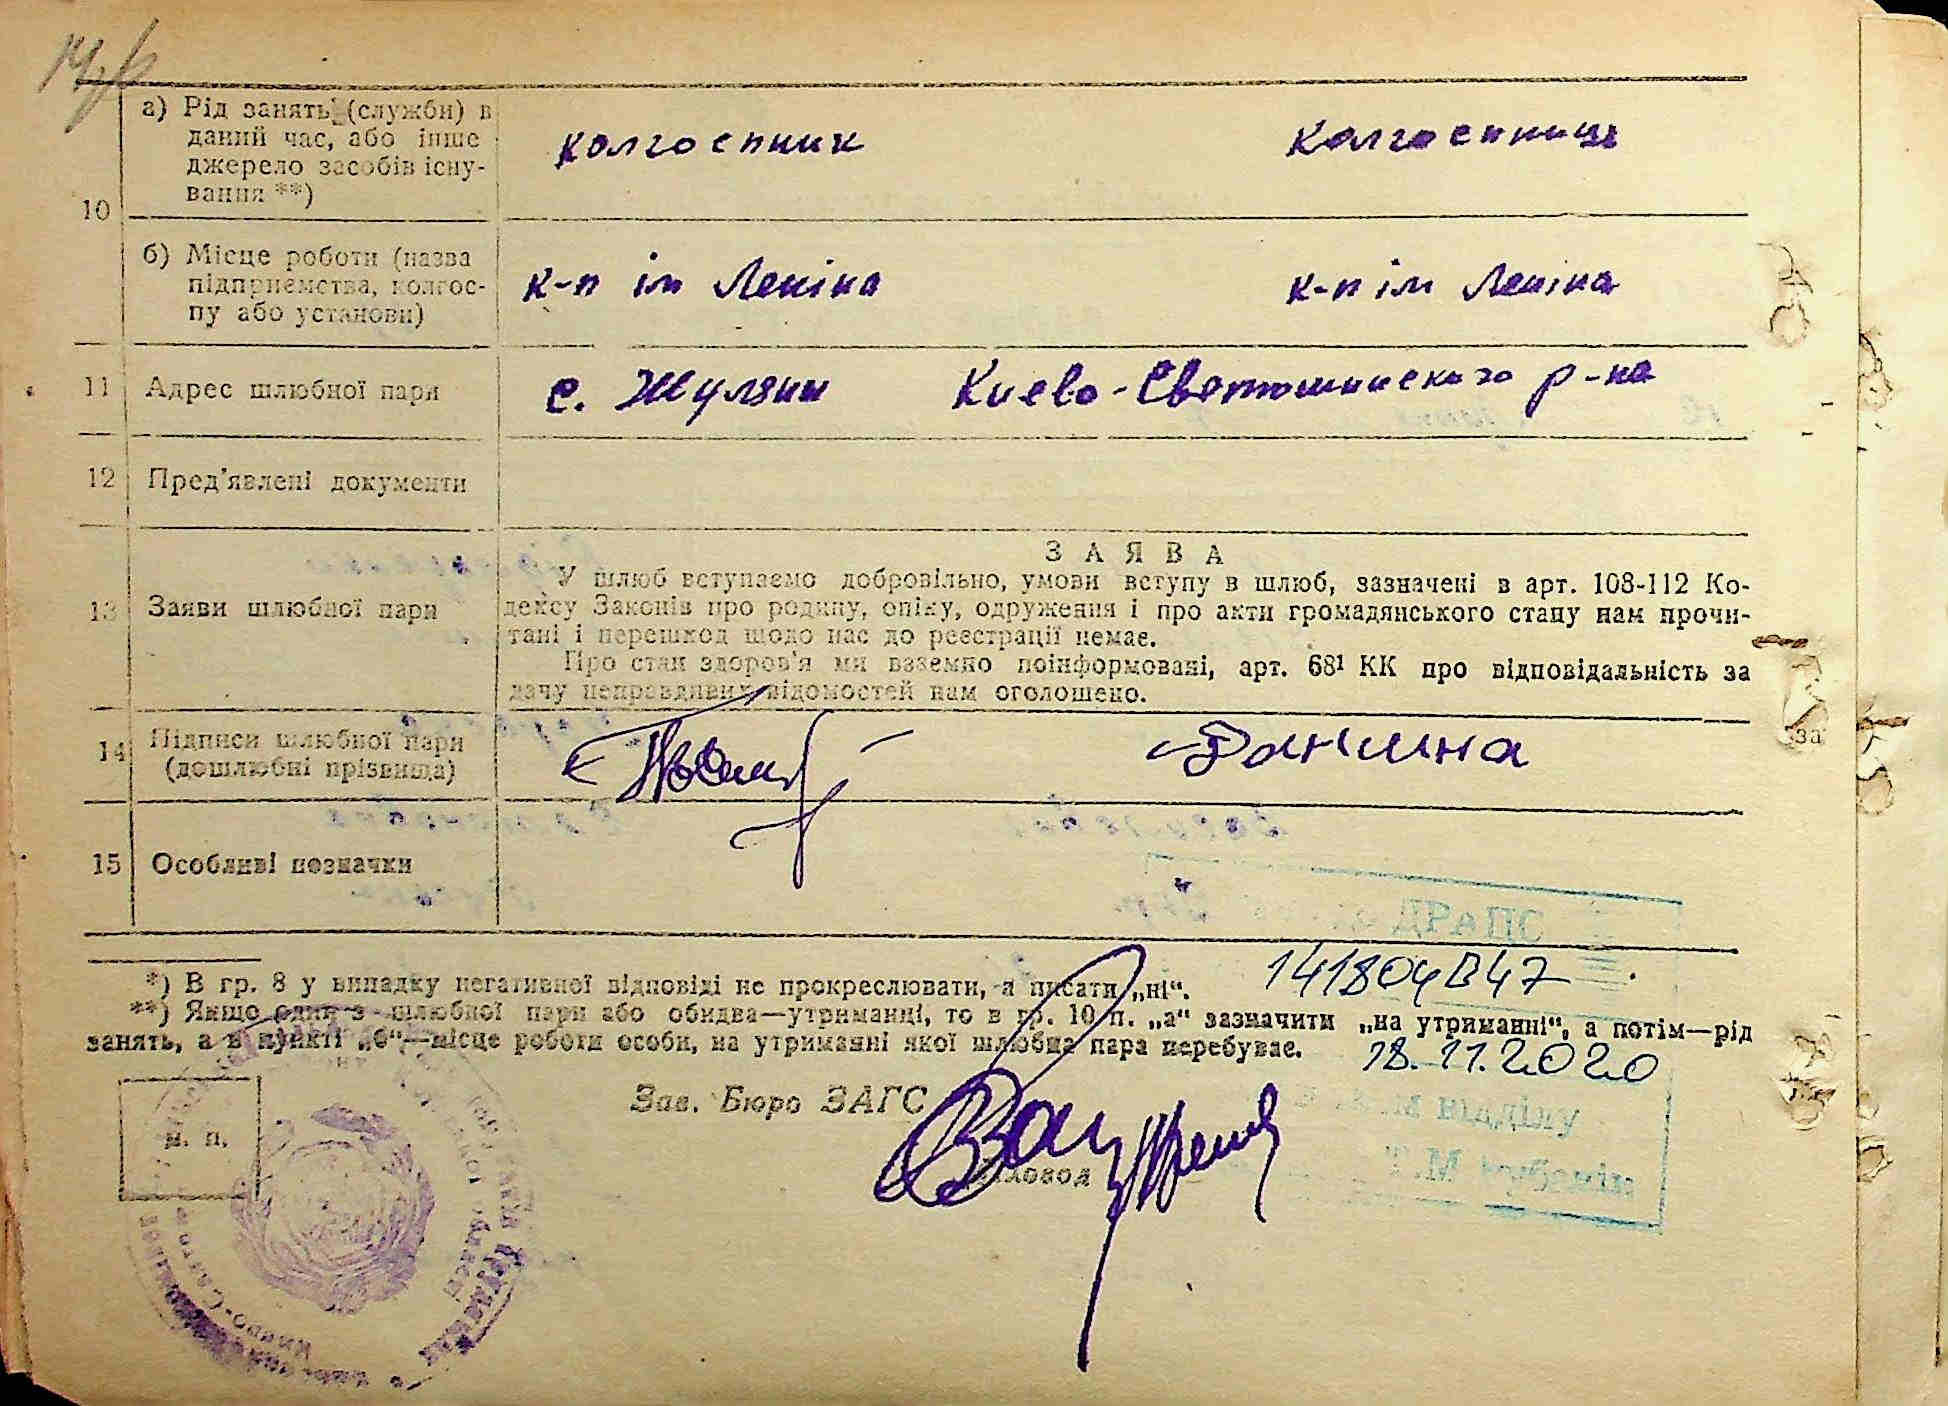 а) Рід занять (служби) в
даний час, або інше
джерело засобів існу-
вання **)
колгоспник
колгоспниця
10
б) Місце роботи (назва
підприємства, колгос-
пу або установи)
к-п ім Леніна
к-п ім Леніна
11 Адрес шлюбної пари
с. Жуляни Києво-Святошинского р-на
12 Пред'явлені документи
13 Заяви шлюбної пари
ЗАЯВА
У шлюб вступаємо добровільно, умови вступу в шлюб, зазначені в арт. 108-112 Ко-
дексу Законів про родину, опіку, одруження і про акти громадянського стану нам прочи-
тані і перешкод щодо нас до реєстрації немає.
Про стан здоров'я ми взаємно поінформовані, арт. 68¹ КК про відповідальність за
дачу неправдивих відомостей нам оголошено.
14 Підписи шлюбної пари
(дошлюбні прізвища)
15 Особливі позначки
ДРАЦС
*) В гр. 8 у випадку негативної відповіді не прокреслювати, а писати „ні“.
141804В47
**) Якщо один з шлюбної пари або обидва—утриманці, то в гр. 10 п. „а“ зазначити „на утриманні“, а потім—рід
занять, а в пункті „б“,—місце роботи особи, на утриманні якої шлюбна пара перебуває.
18.11.2020
Зав. Бюро ЗАГС
відділу
м. п.
Т.М